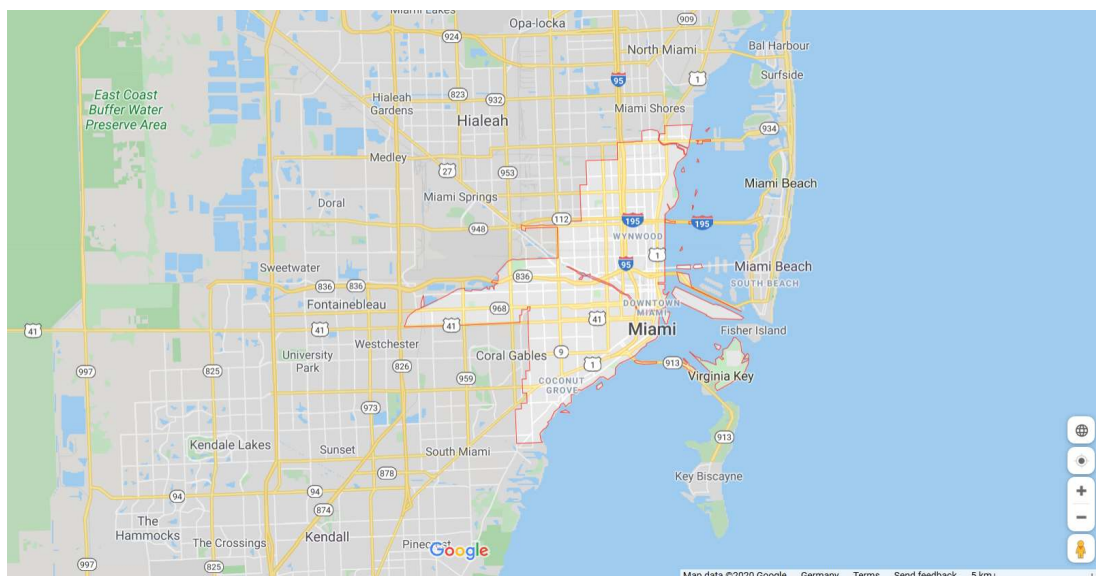 Miami Lakes
Opa-locka
909
924
North Miami
Bal Harbour
95
1
Surfside
East Coast
Buffer Water
Preserve Area
Hialeah
Gardens
823
932
Miami Shores
Hialeah
934
Medley
27
953
Miami Beach
Miami Springs
Doral
112
195
195
948
WYNWOOD
1
95
Sweetwater
836
Miami Beach
SOUTH BEACH
836
836
Fontainebleau
968
DOWNTOWN
MIAMI
41
41
41
41
Miami
Fisher Island
Westchester
University
Park
Coral Gables
9
1
913
997
825
826
959
COCONUT
GROVE
Virginia Key
973
Kendale Lakes
Sunset
South Miami
913
878
Key Biscayne
94
94
874
The
Hammocks
The Crossings
Kendall
Pinecrest
Google
997
825
Map data ©2020 Google Germany Terms Send feedback 5 km